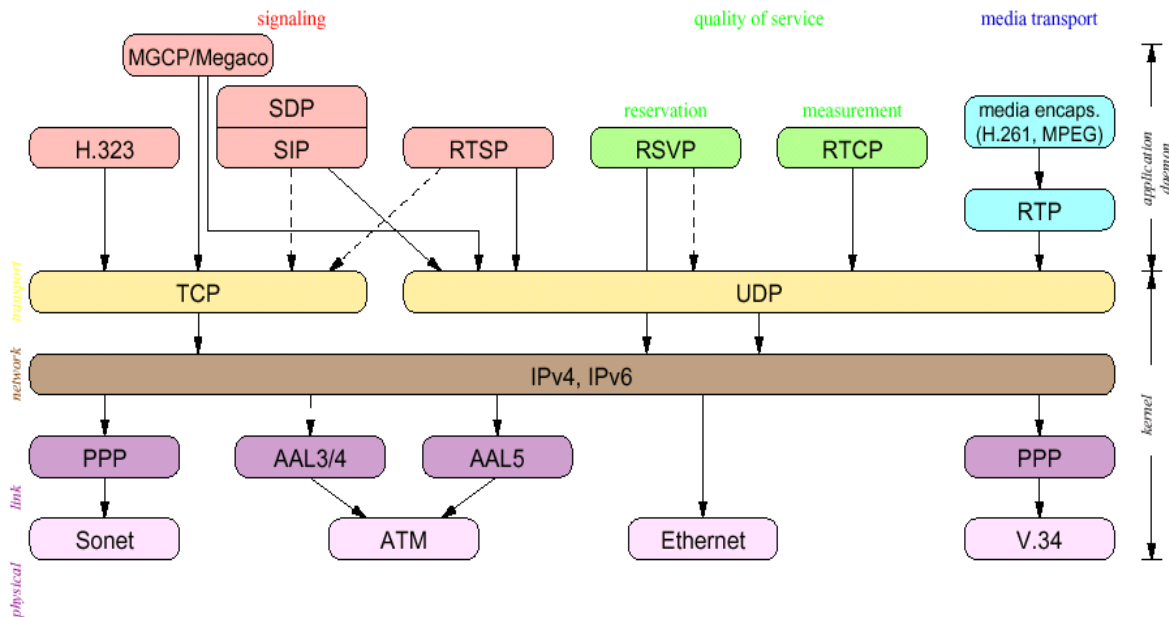 signaling
quality of service
media transport
MGCP/Megaco
SDP
SIP
reservation
measurement
media encaps.
(H.261, MPEG)
H.323
RTSP
RSVP
RTCP
RTP
application
daemon
transport
TCP
UDP
network
IPv4, IPv6
kernel
PPP
AAL3/4
AAL5
PPP
link
Sonet
ATM
Ethernet
V.34
physical